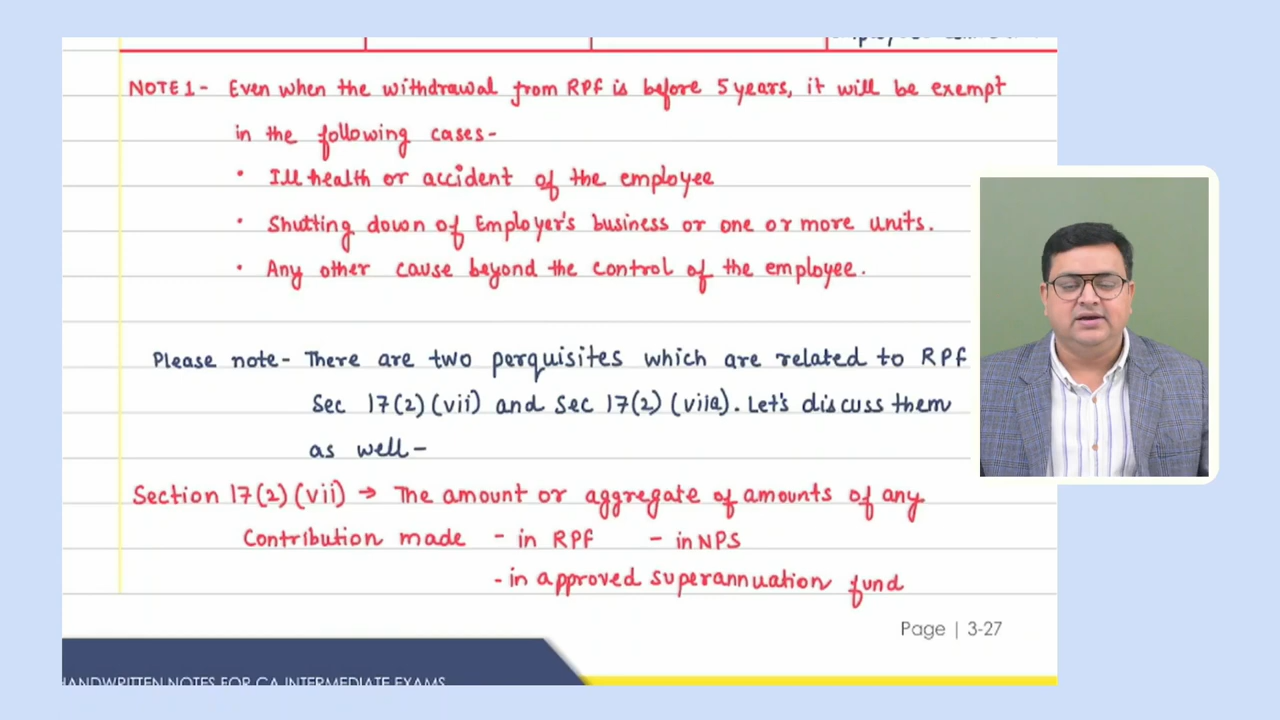 NOTE 1 - Even when the withdrawal from RPF is before 5 years, it will be exempt
in the following cases-
• Ill health or accident of the employee
• Shutting down of Employer's business or one or more units.
• Any other cause beyond the control of the employee.
Please note - There are two perquisites which are related to RPF
Sec 17(2)(vii) and Sec 17(2)(viia). Let's discuss them
as well -
Section 17(2)(vii) → The amount or aggregate of amounts of any
Contribution made - in RPF - in NPS
- in approved superannuation fund
Page | 3-27
HANDWRITTEN NOTES FOR CA INTERMEDIATE EXAMS